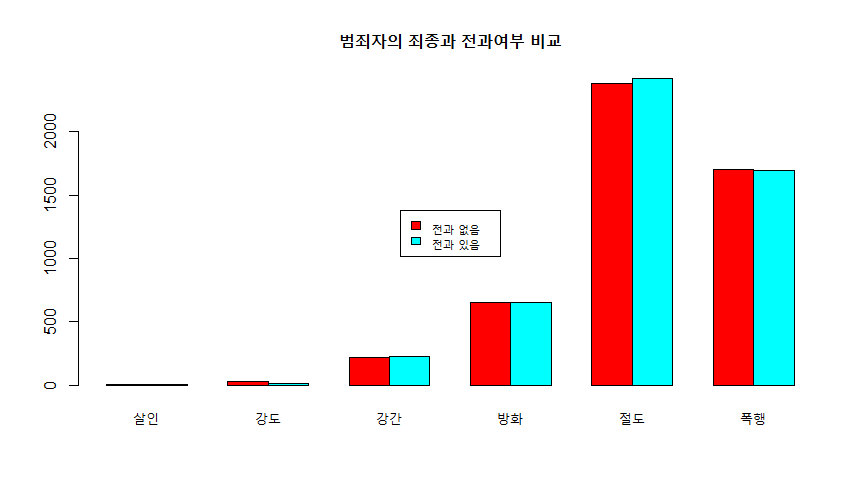 범죄자의 죄종과 전과여부 비교
2000
1500
1000
500
0
전과 없음
전과 있음
살인 강도 강간 방화 절도 폭행